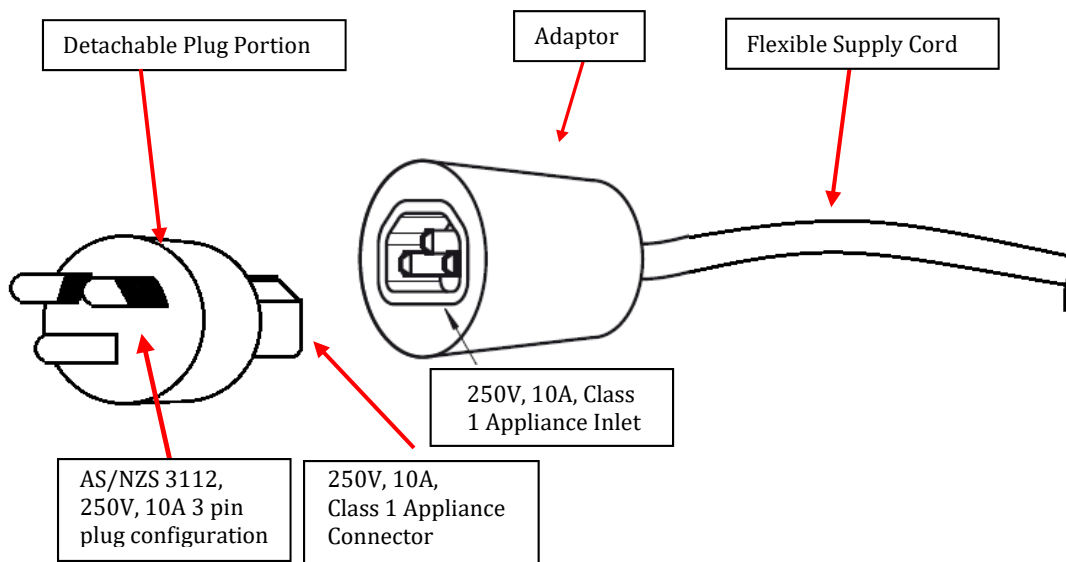 Detachable Plug Portion
Adaptor
Flexible Supply Cord
250V, 10A, Class
1 Appliance Inlet
AS/NZS 3112,
250V, 10A 3 pin
plug configuration
250V, 10A,
Class 1 Appliance
Connector